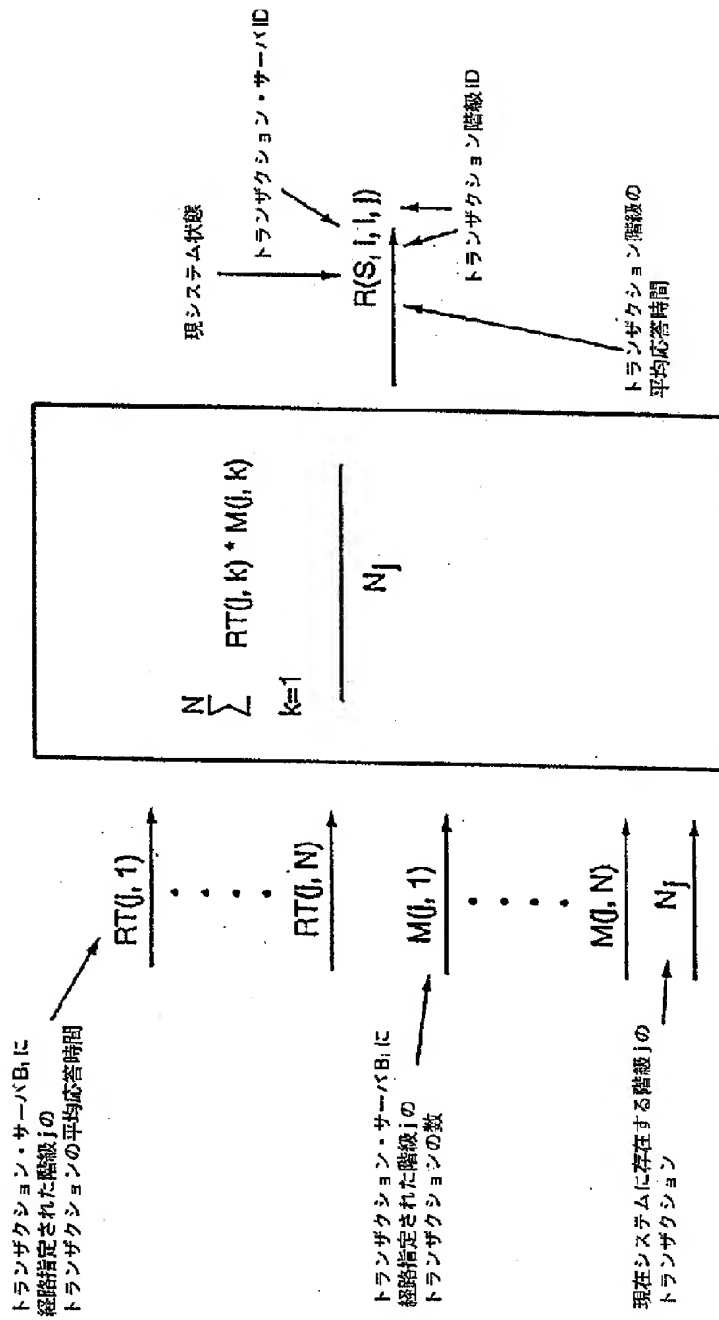 トランザクション・サーバB₁に
経路指定された階級jの
トランザクションの平均応答時間
RT(j, 1)
RT(j, N)
トランザクション・サーバB₁に
経路指定された階級jの
トランザクションの数
M(j, 1)
M(j, N)
現在システムに存在する階級jの
トランザクション
Nj
N
Σ RT(j, k) * M(j, k)
k=1
Nj
現システム状態
トランザクション・サーバID
R(S, j, i, j)
トランザクション階級ID
トランザクション階級の
平均応答時間